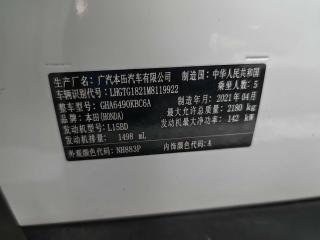 生产厂名：广汽本田汽车有限公司 制造国：中华人民共和国
车辆识别代号：LHGTG1821M8119922 乘坐人数：5
整车型号：GHA6490KBC6A 制造年月：2021年04月
品牌：本田(HONDA) 最大允许总质量：2180 kg
发动机型号：L15BD 发动机最大净功率：142 kW
发动机排量：1498 mL
外观颜色代码：NH883P 内饰颜色代码：A